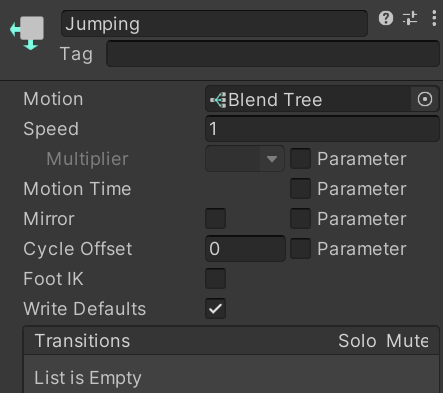 Jumping
Tag
Motion Blend Tree
Speed 1
Multiplier Parameter
Motion Time Parameter
Mirror Parameter
Cycle Offset 0 Parameter
Foot IK
Write Defaults
Transitions Solo Mute
List is Empty